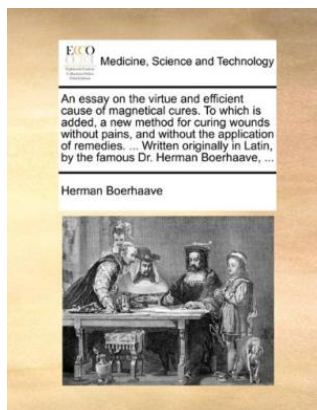 ECCO
Medicine, Science and Technology
An essay on the virtue and efficient
cause of magnetical cures. To which is
added, a new method for curing wounds
without pains, and without the application
of remedies. ... Written originally in Latin,
by the famous Dr. Herman Boerhaave, ...
Herman Boerhaave